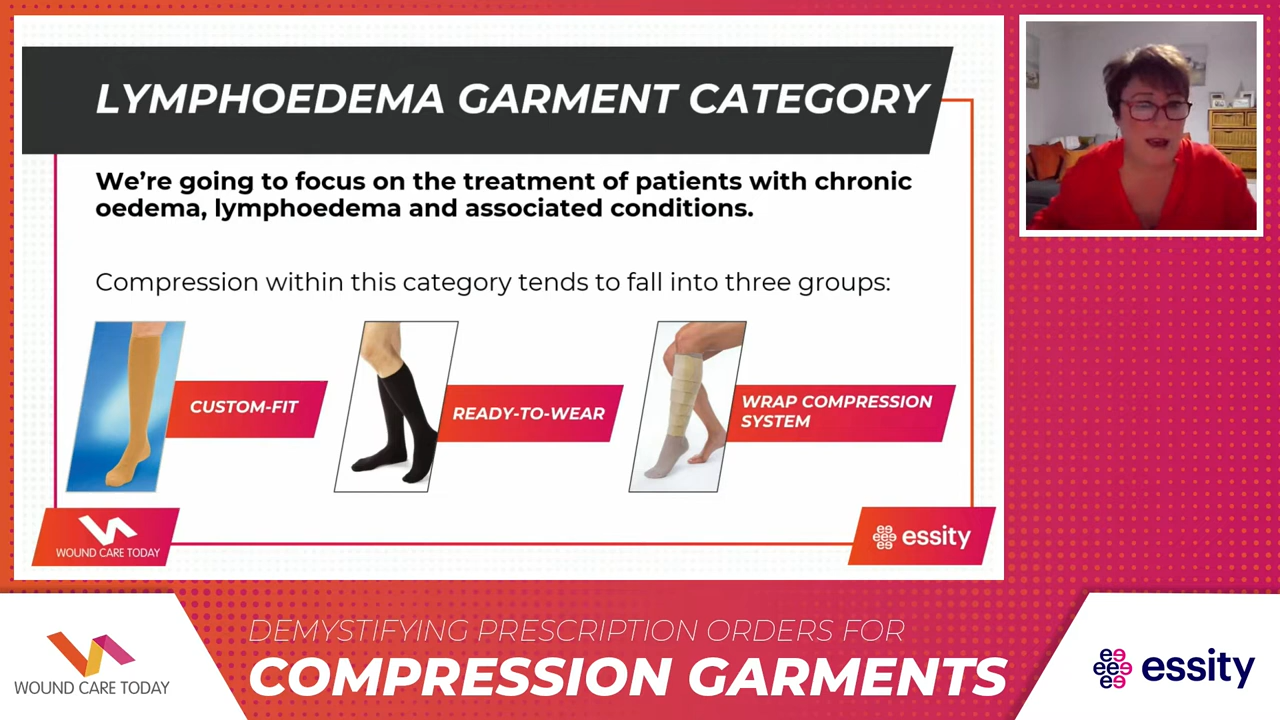 LYMPHOEDEMA GARMENT CATEGORY
We’re going to focus on the treatment of patients with chronic
oedema, lymphoedema and associated conditions.
Compression within this category tends to fall into three groups:
CUSTOM-FIT
READY-TO-WEAR
WRAP COMPRESSION
SYSTEM
WOUND CARE TODAY
essity
DEMYSTIFYING PRESCRIPTION ORDERS FOR
COMPRESSION GARMENTS
WOUND CARE TODAY
essity